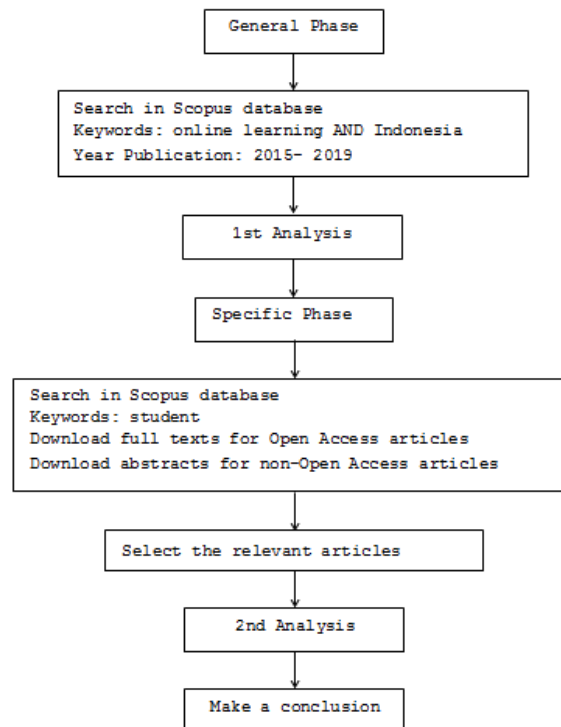 General Phase
Search in Scopus database
Keywords: online learning AND Indonesia
Year Publication: 2015- 2019
1st Analysis
Specific Phase
Search in Scopus database
Keywords: student
Download full texts for Open Access articles
Download abstracts for non-Open Access articles
Select the relevant articles
2nd Analysis
Make a conclusion